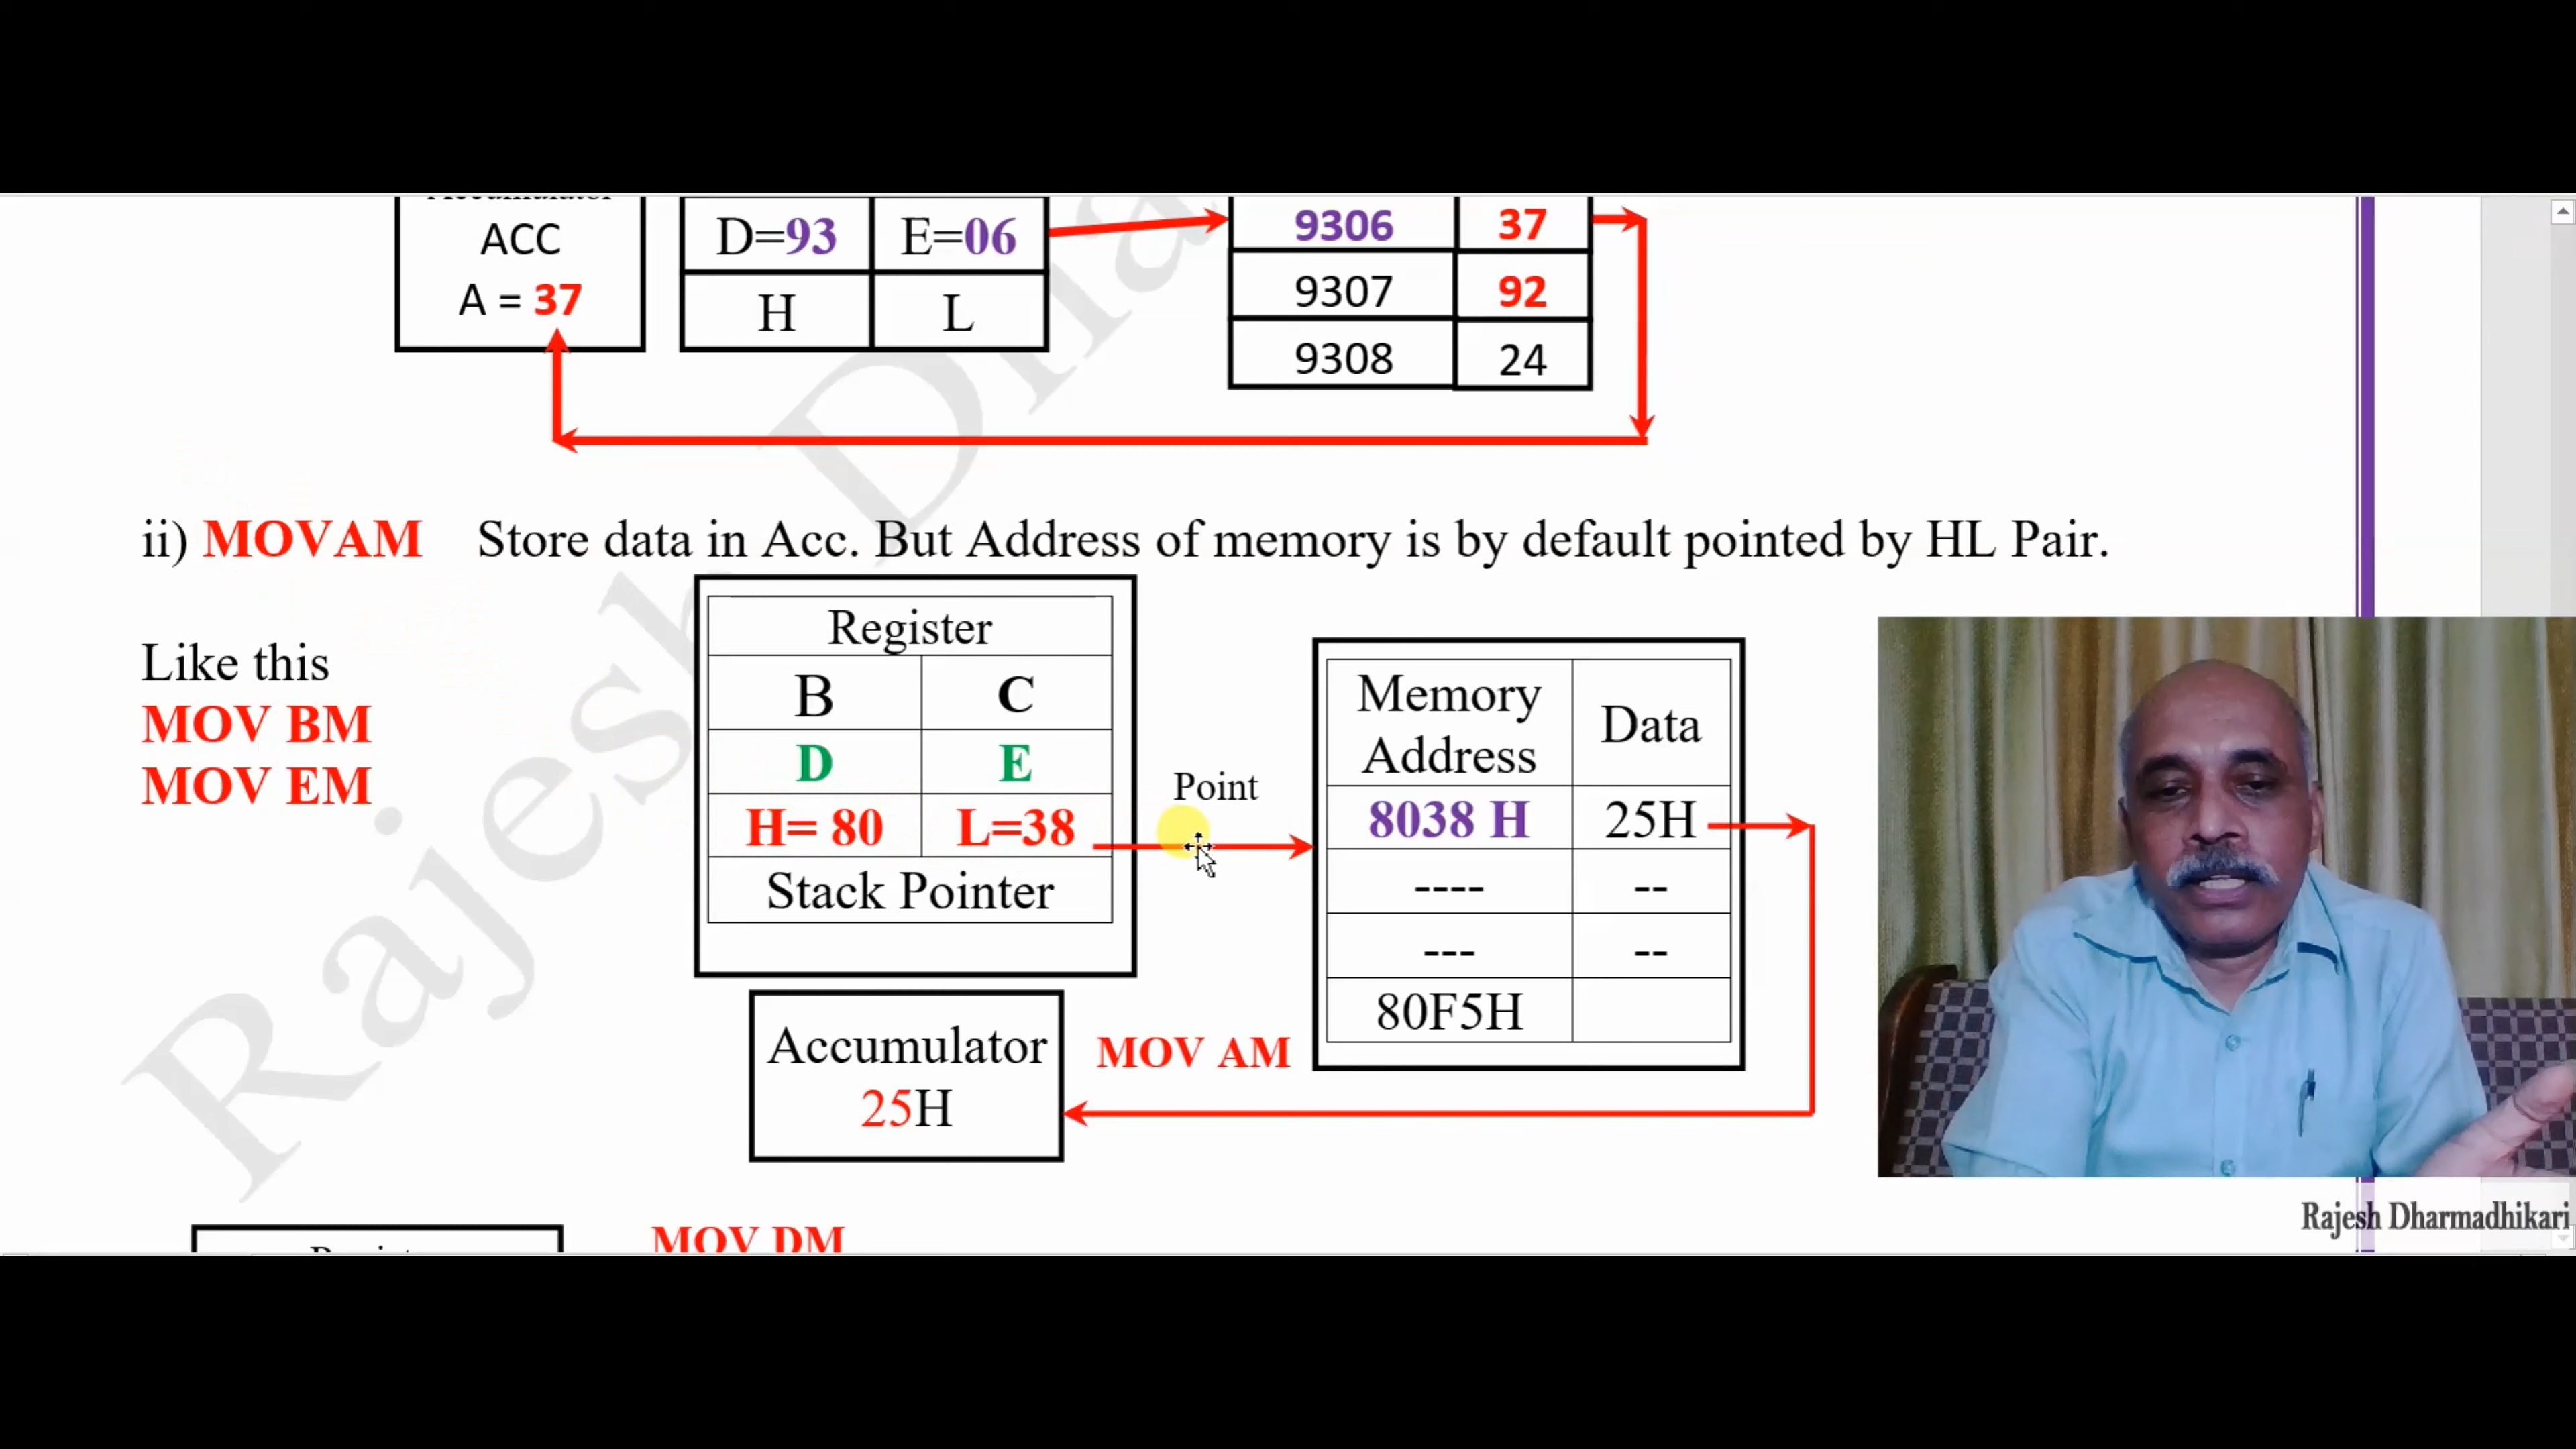 ACC
A = 37
D=93 E=06
H L
9306 37
9307 92
9308 24
ii) MOVAM Store data in Acc. But Address of memory is by default pointed by HL Pair.
Like this
MOV BM
MOV EM
Register
B C
D E
H= 80 L=38
Stack Pointer
Point
Memory Address Data
8038 H 25H
---- --
--- --
80F5H
Accumulator
25H
MOV AM
MOV DM
Rajesh Dharmadhikari
Rajesh Dha